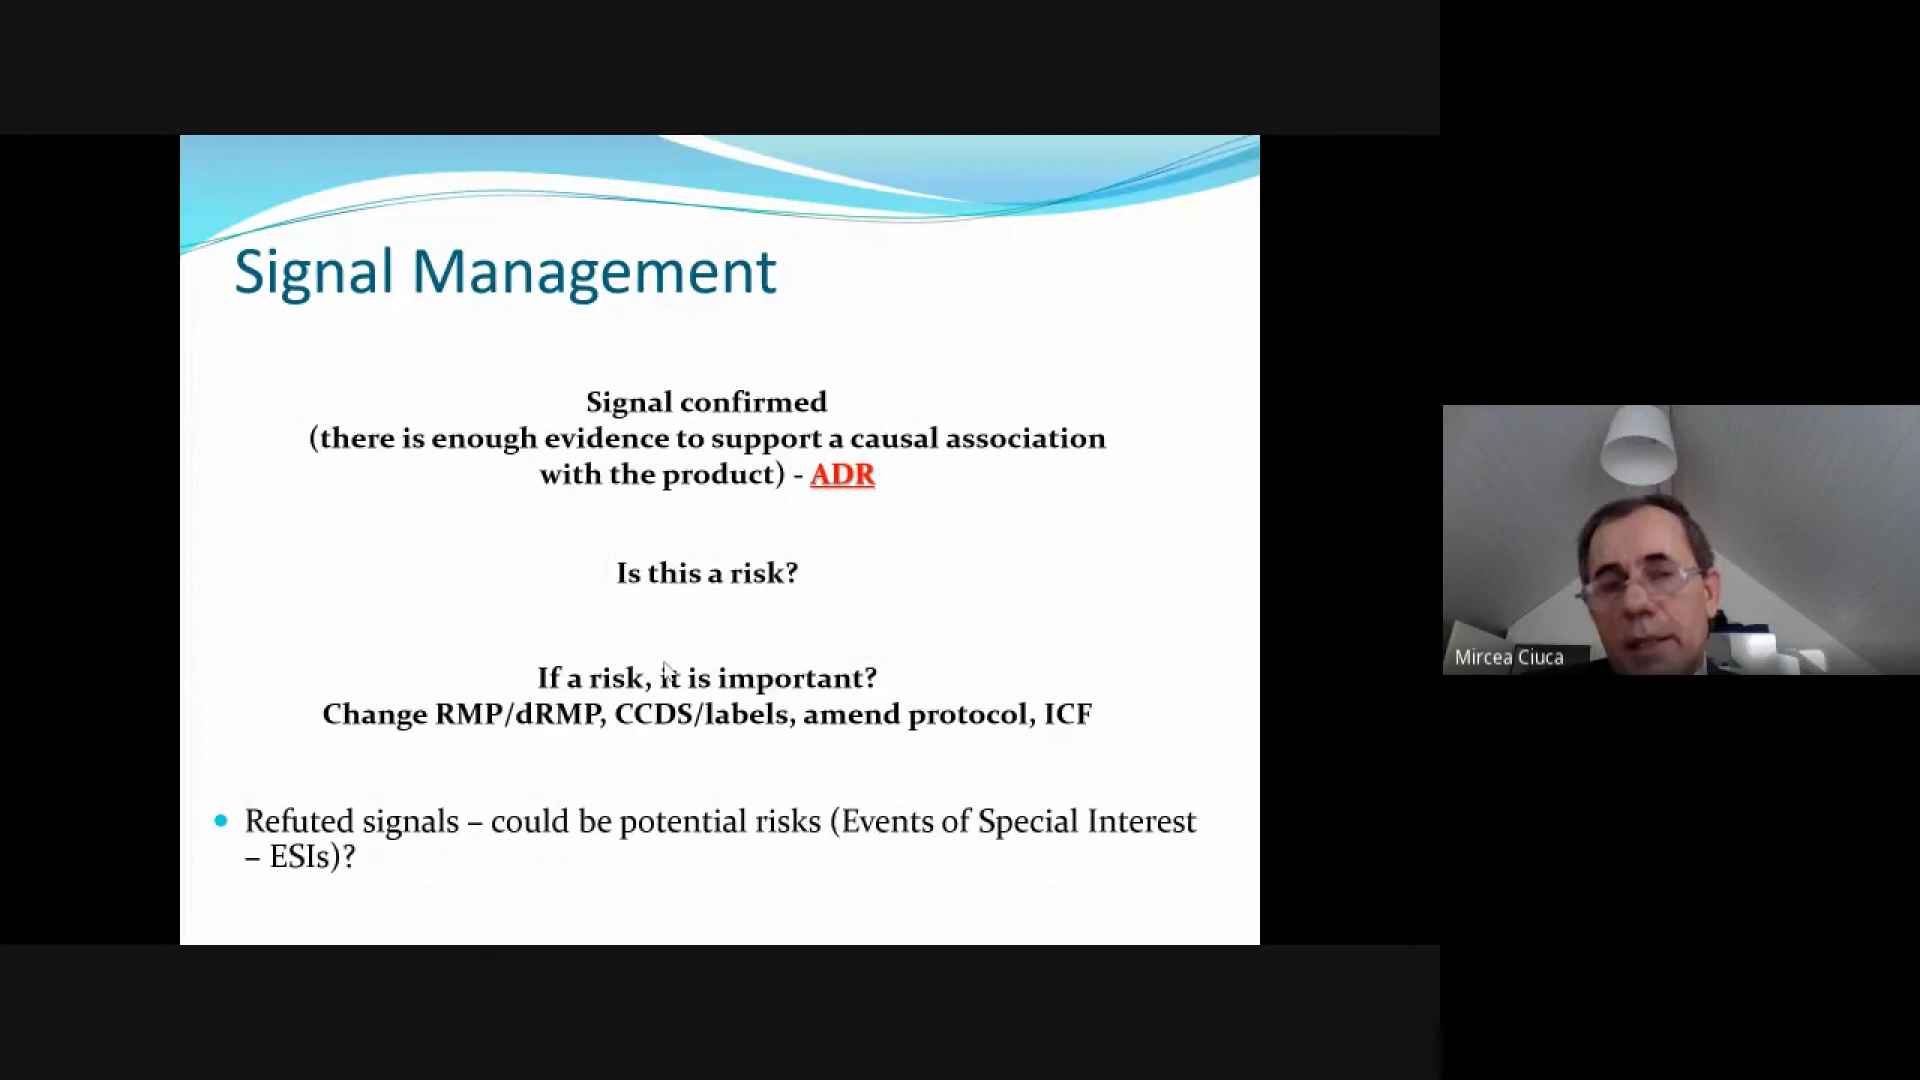 Signal Management
Signal confirmed
(there is enough evidence to support a causal association
with the product) - ADR
Is this a risk?
If a risk, it is important?
Change RMP/dRMP, CCDS/labels, amend protocol, ICF
Refuted signals – could be potential risks (Events of Special Interest
– ESIs)?
Mircea Ciuca